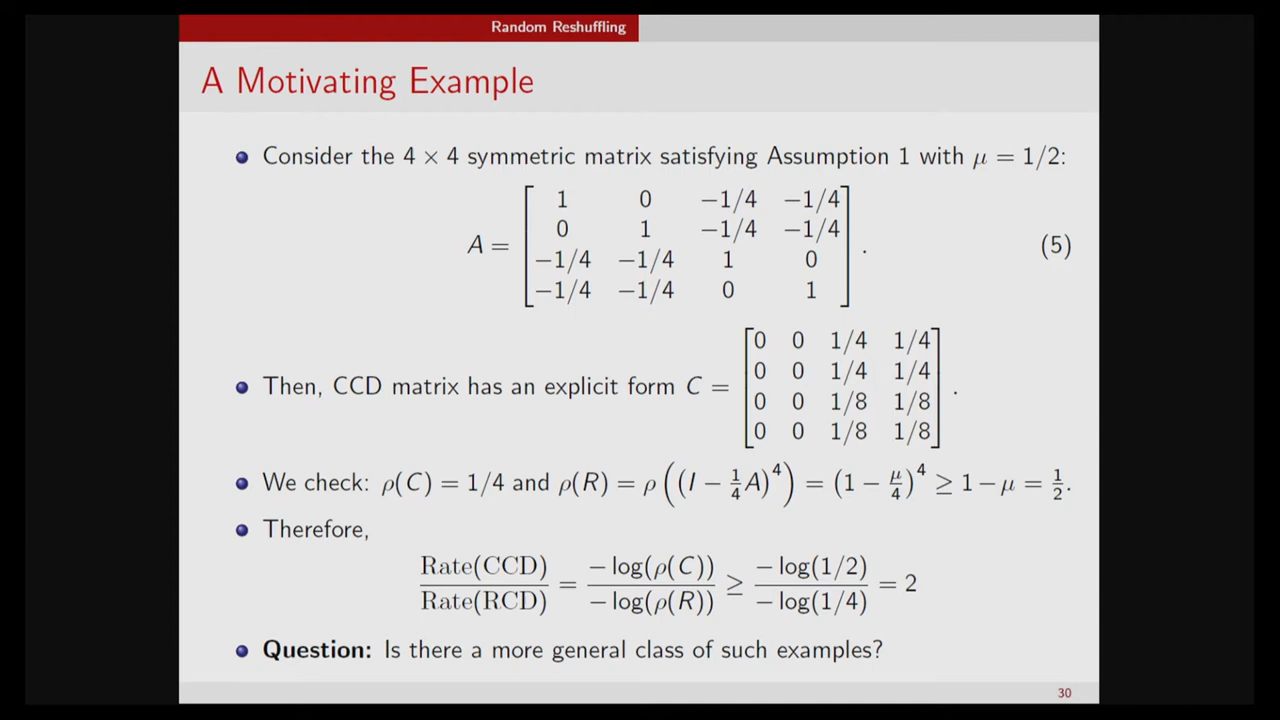 Random Reshuffling
A Motivating Example
Consider the 4 × 4 symmetric matrix satisfying Assumption 1 with μ = 1/2:
1 0 −1/4 −1/4
0 1 −1/4 −1/4
A = . (5)
−1/4 −1/4 1 0
−1/4 −1/4 0 1
0 0 1/4 1/4
0 0 1/4 1/4
Then, CCD matrix has an explicit form C = .
0 0 1/8 1/8
0 0 1/8 1/8
We check: ρ(C) = 1/4 and ρ(R) = ρ((I − 1/4 A)^4) = (1 − μ/4)^4 ≥ 1 − μ = 1/2.
Therefore,
Rate(CCD) / Rate(RCD) = −log(ρ(C)) / −log(ρ(R)) ≥ −log(1/2) / −log(1/4) = 2
Question: Is there a more general class of such examples?
30